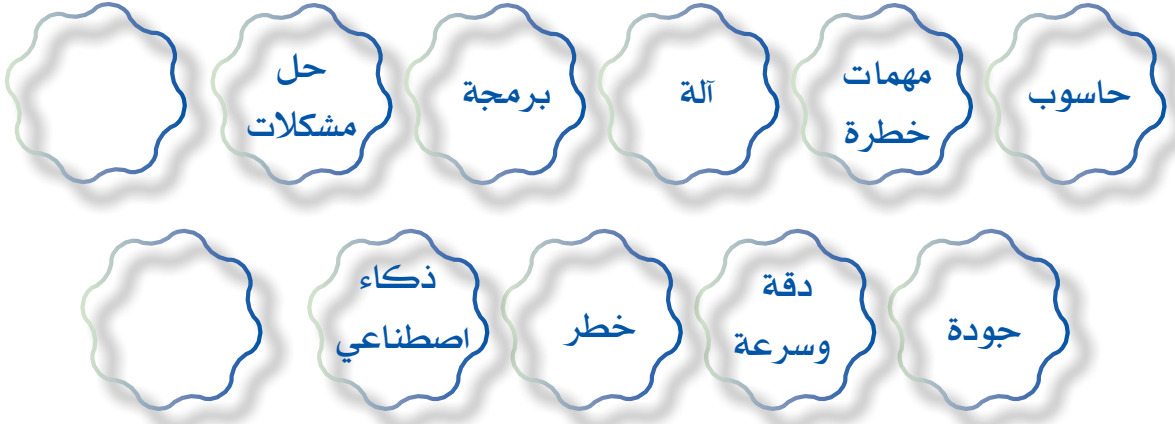 حاسوب
مهمات
خطرة
آلة
برمجة
حل
مشكلات
جودة
دقة
وسرعة
خطر
ذكاء
اصطناعي